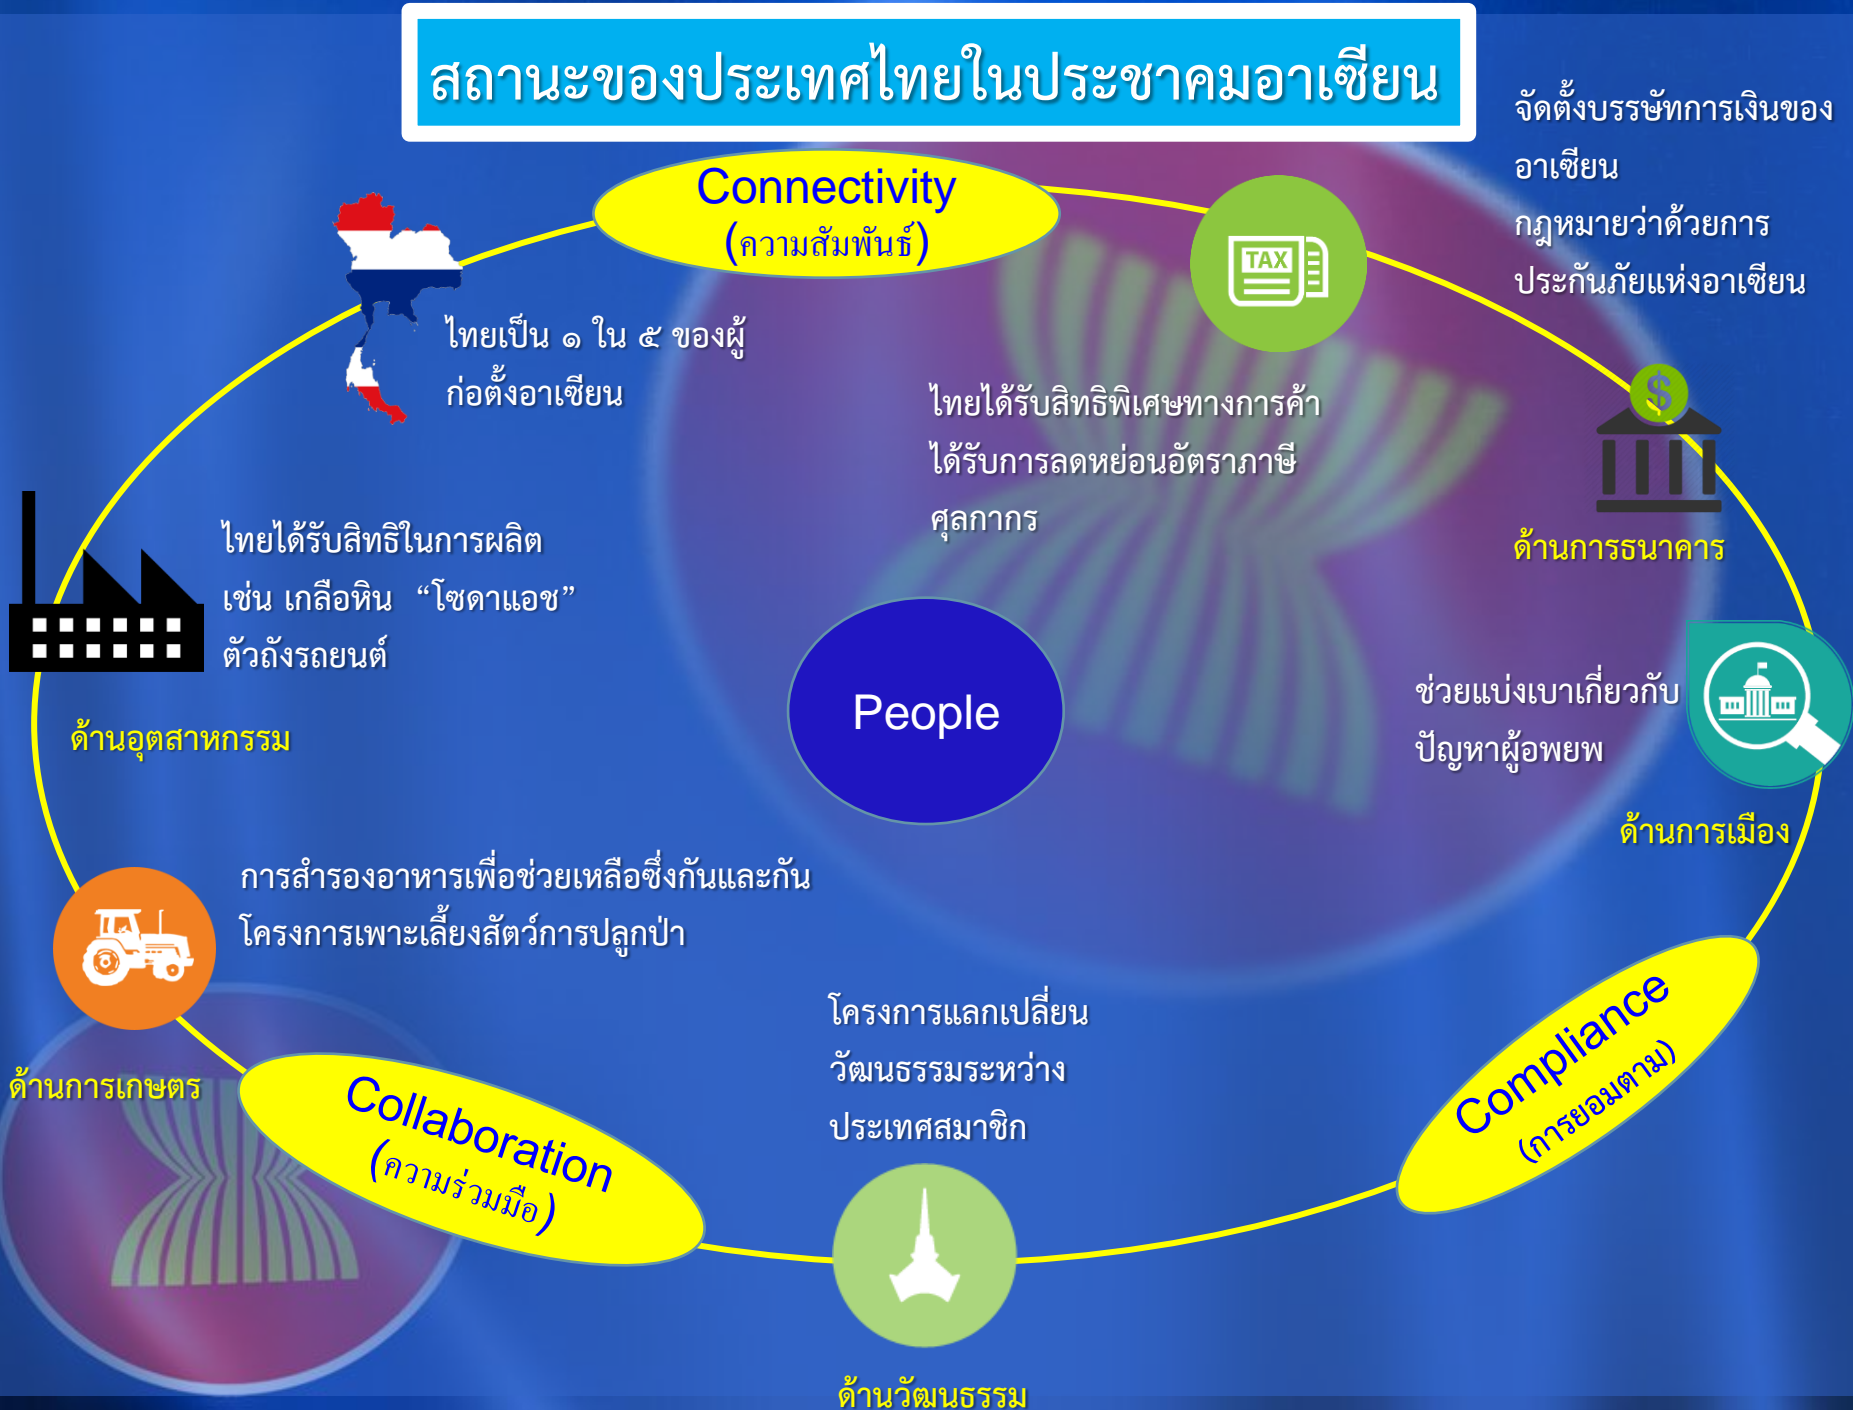 สถานะของประเทศไทยในประชาคมอาเซียน
Connectivity
(ความสัมพันธ์)
TAX
จัดตั้งบรรษัทการเงินของ
อาเซียน
กฎหมายว่าด้วยการ
ประกันภัยแห่งอาเซียน
ไทยเป็น ๑ ใน ๕ ของผู้
ก่อตั้งอาเซียน
ไทยได้รับสิทธิพิเศษทางการค้า
ได้รับการลดหย่อนอัตราภาษี
ศุลกากร
$
ด้านการธนาคาร
ไทยได้รับสิทธิในการผลิต
เช่น เกลือหิน “โซดาแอช”
ตัวถังรถยนต์
ด้านอุตสาหกรรม
People
ช่วยแบ่งเบาเกี่ยวกับ
ปัญหาผู้อพยพ
ด้านการเมือง
การสำรองอาหารเพื่อช่วยเหลือซึ่งกันและกัน
โครงการเพาะเลี้ยงสัตว์การปลูกป่า
ด้านการเกษตร
Collaboration
(ความร่วมมือ)
โครงการแลกเปลี่ยน
วัฒนธรรมระหว่าง
ประเทศสมาชิก
Compliance
(การยอมตาม)
ด้านวัฒนธรรม